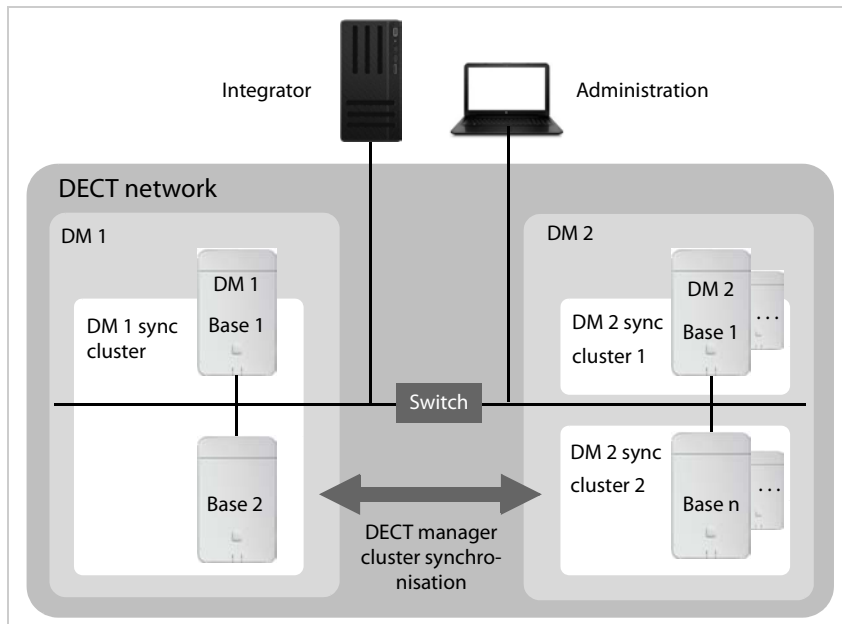 Integrator
Administration
DECT network
DM 1
DM 2
DM 1
DM 2
DM 1 sync
cluster
Base 1
DM 2 sync
cluster 1
Base 1
...
Switch
Base 2
DM 2 sync
cluster 2
Base n
...
DECT manager
cluster synchro-
nisation